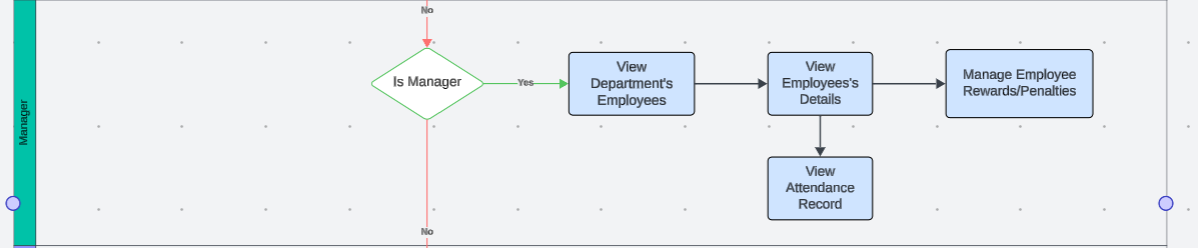 No
Manager
Is Manager
Yes
View
Department's
Employees
View
Employees's
Details
Manage Employee
Rewards/Penalties
View
Attendance
Record
No